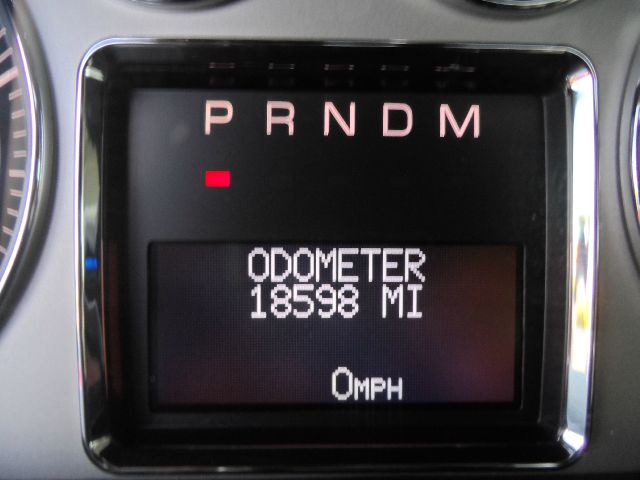 P R N D M
ODOMETER
18598 MI
0MPH